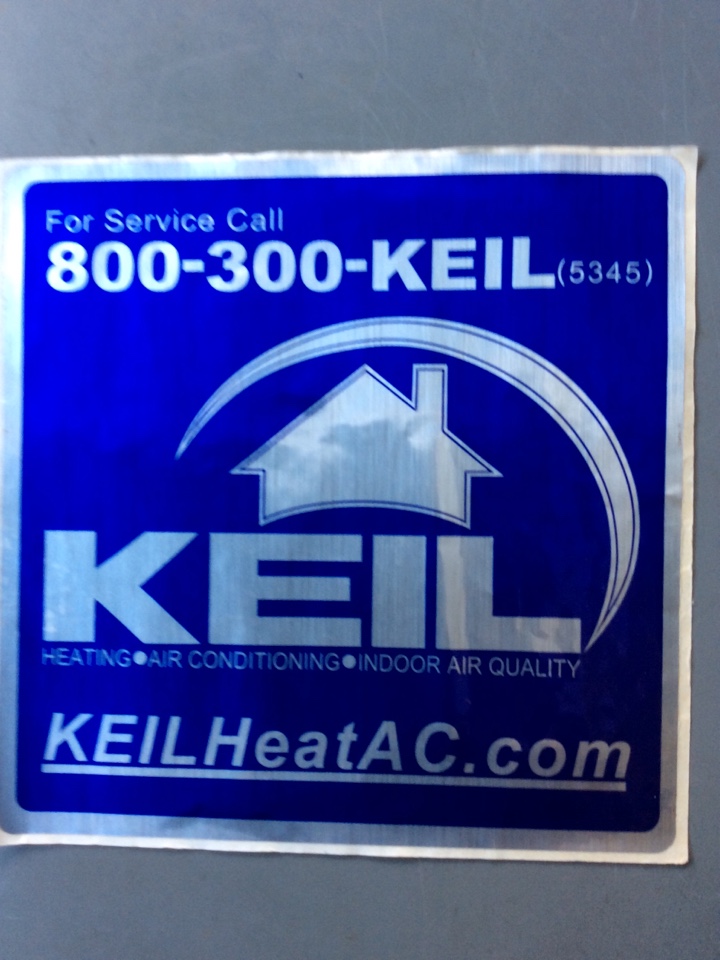 For Service Call
800-300-KEIL(5345)
KEIL
HEATING●AIR CONDITIONING●INDOOR AIR QUALITY
KEILHeatAC.com